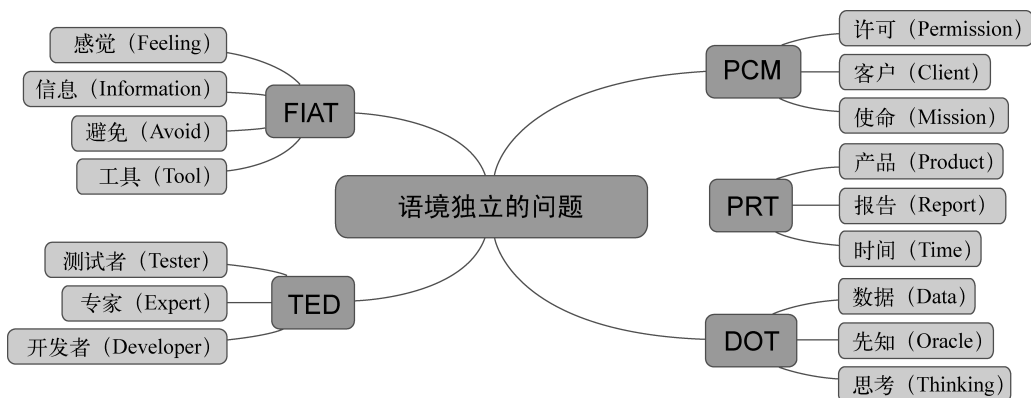 语境独立的问题
FIAT
感觉（Feeling）
信息（Information）
避免（Avoid）
工具（Tool）
TED
测试者（Tester）
专家（Expert）
开发者（Developer）
PCM
许可（Permission）
客户（Client）
使命（Mission）
PRT
产品（Product）
报告（Report）
时间（Time）
DOT
数据（Data）
先知（Oracle）
思考（Thinking）